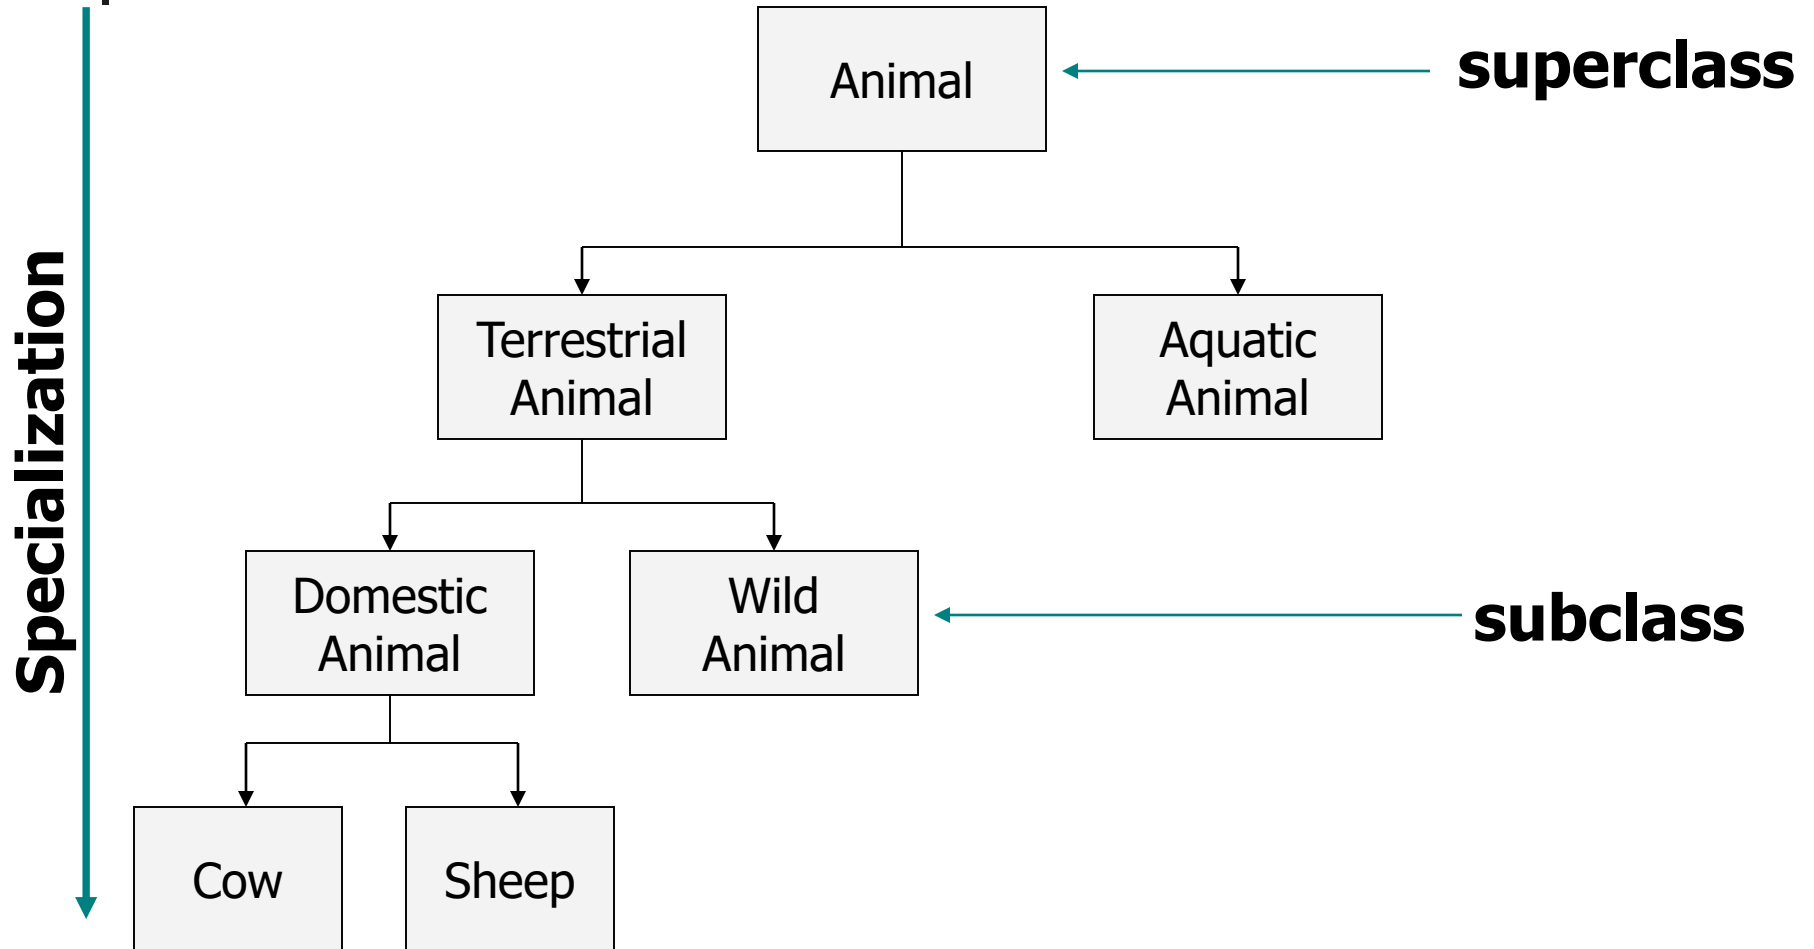 Animal
superclass
Specialization
Terrestrial
Animal
Aquatic
Animal
Domestic
Animal
Wild
Animal
subclass
Cow
Sheep